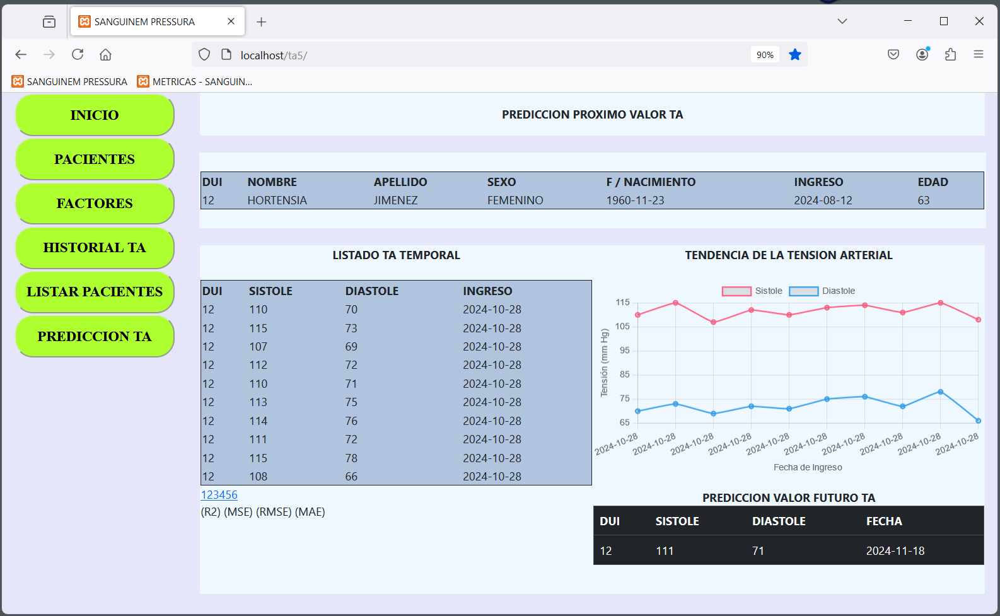 SANGUINEM PRESSURA
localhost/ta5/
90%
SANGUINEM PRESSURA
METRICAS - SANGUIN...
INICIO
PACIENTES
FACTORES
HISTORIAL TA
LISTAR PACIENTES
PREDICCION TA
PREDICCION PROXIMO VALOR TA
DUI NOMBRE APELLIDO SEXO F / NACIMIENTO INGRESO EDAD
12 HORTENSIA JIMENEZ FEMENINO 1960-11-23 2024-08-12 63
LISTADO TA TEMPORAL
DUI SISTOLE DIASTOLE INGRESO
12 110 70 2024-10-28
12 115 73 2024-10-28
12 107 69 2024-10-28
12 112 72 2024-10-28
12 110 71 2024-10-28
12 113 75 2024-10-28
12 114 76 2024-10-28
12 111 72 2024-10-28
12 115 78 2024-10-28
12 108 66 2024-10-28
123456
(R2) (MSE) (RMSE) (MAE)
TENDENCIA DE LA TENSION ARTERIAL
Sistole Diastole
115
105
95
85
75
65
Tensión (mm Hg)
2024-10-28 2024-10-28 2024-10-28 2024-10-28 2024-10-28 2024-10-28 2024-10-28 2024-10-28 2024-10-28 2024-10-28
Fecha de Ingreso
PREDICCION VALOR FUTURO TA
DUI SISTOLE DIASTOLE FECHA
12 111 71 2024-11-18